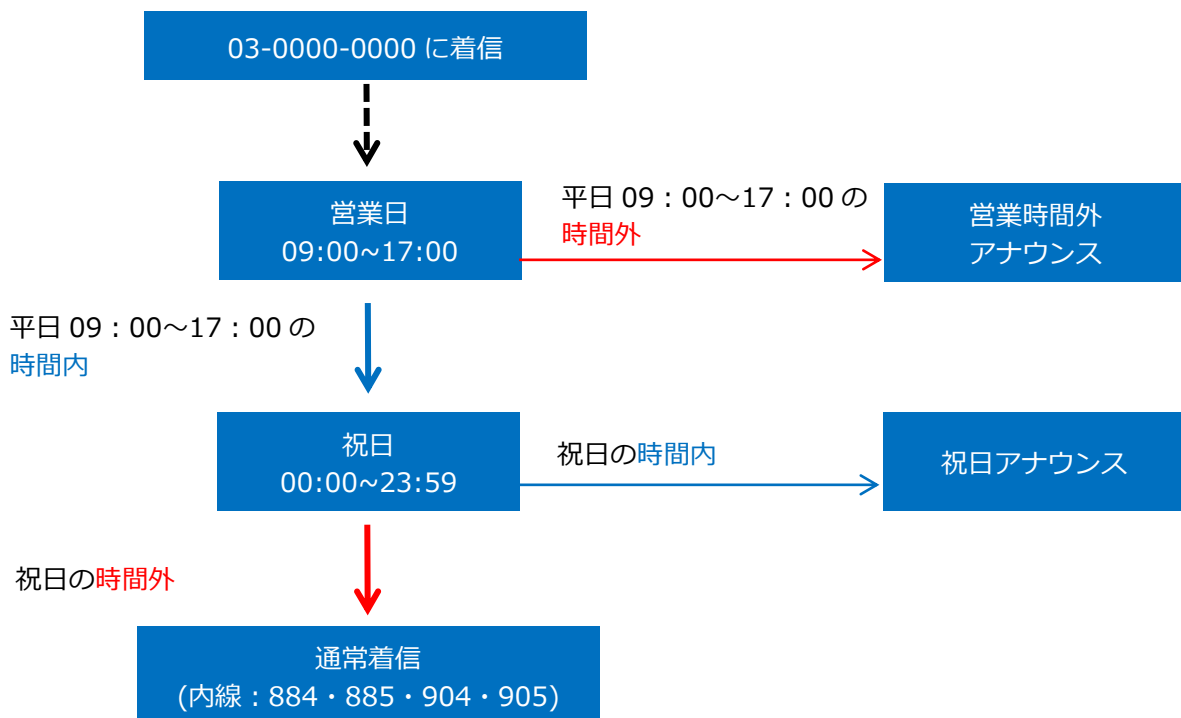 03-0000-0000 に着信
営業日
09:00~17:00
平日 09：00～17：00 の
時間外
営業時間外
アナウンス
平日 09：00～17：00 の
時間内
祝日
00:00~23:59
祝日の時間内
祝日アナウンス
祝日の時間外
通常着信
(内線：884・885・904・905)